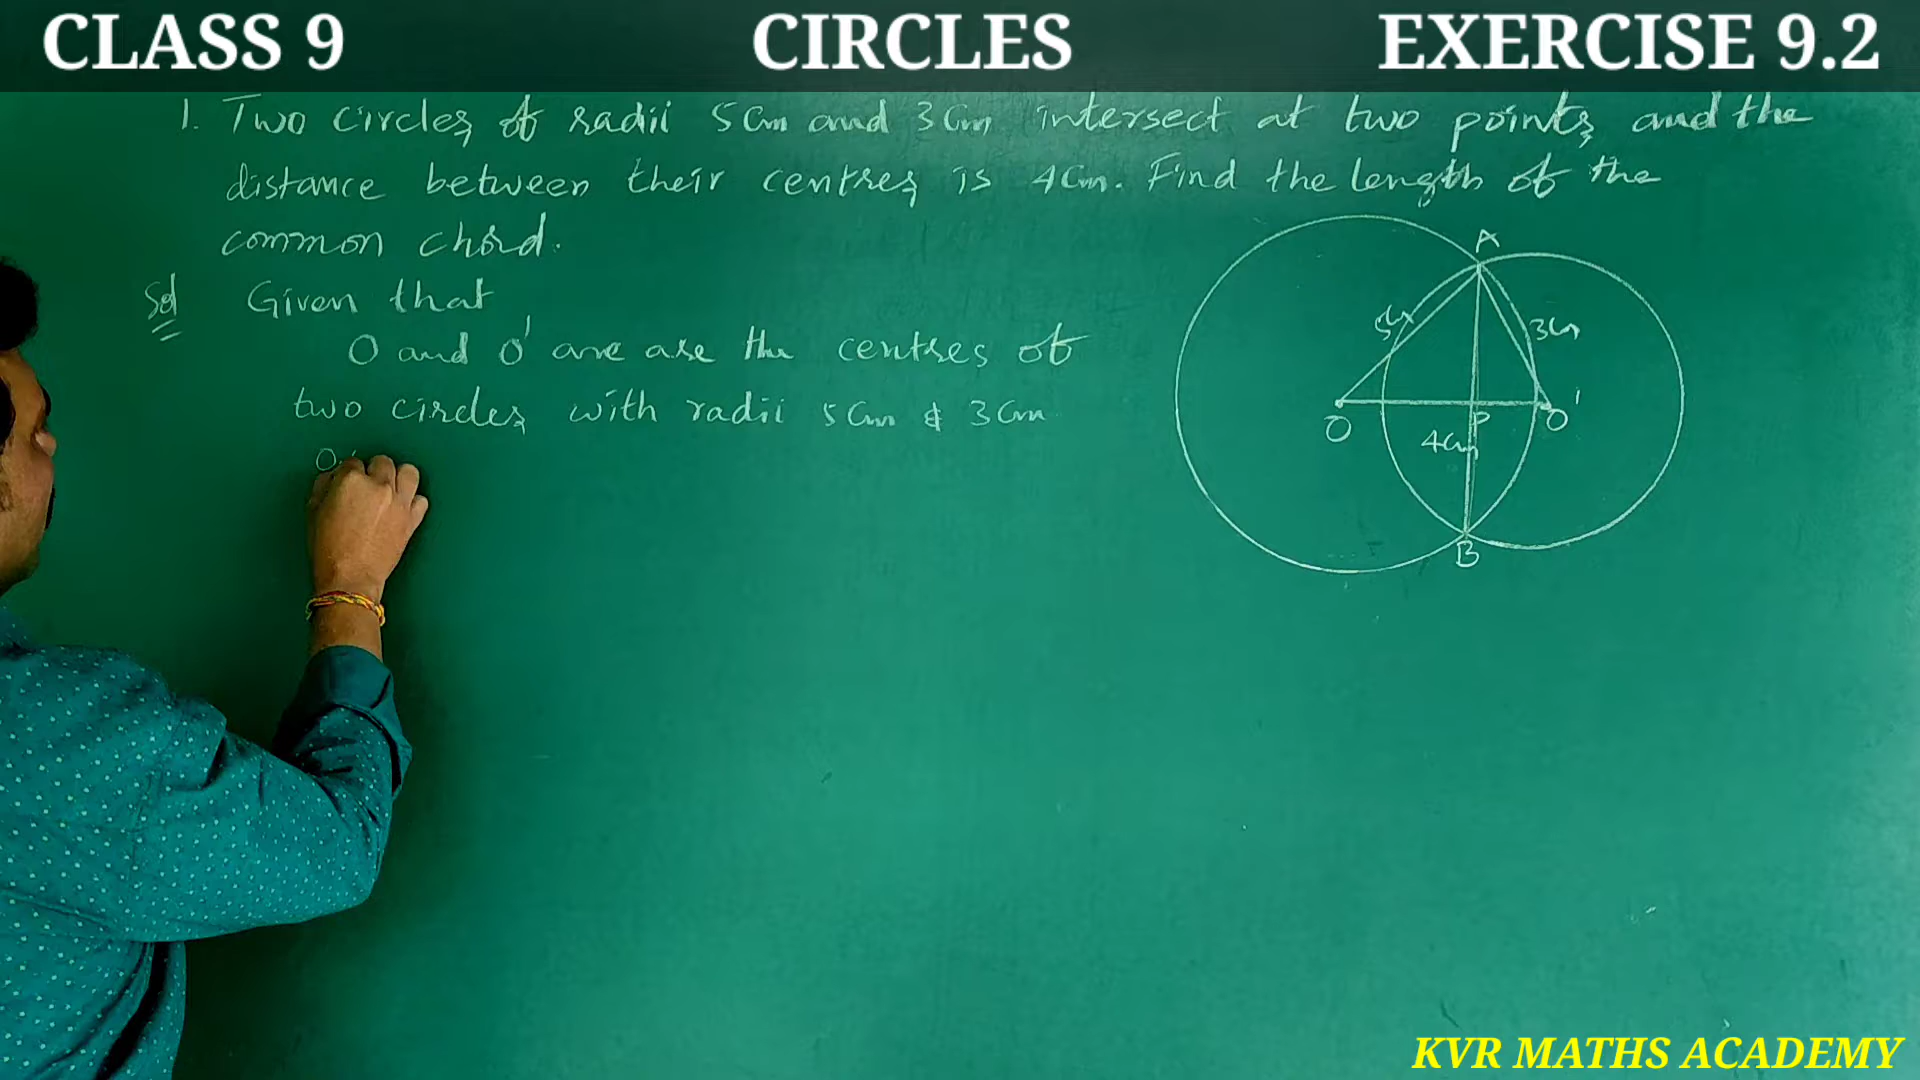 CLASS 9 CIRCLES EXERCISE 9.2
1. Two circles of radii 5cm and 3cm intersect at two points and the
distance between their centres is 4cm. Find the length of the
common chord.
Sol Given that
O and O' are are the centres of
two circles with radii 5cm & 3cm
O
A
5cm
3cm
O
P
O'
4cm
B
KVR MATHS ACADEMY